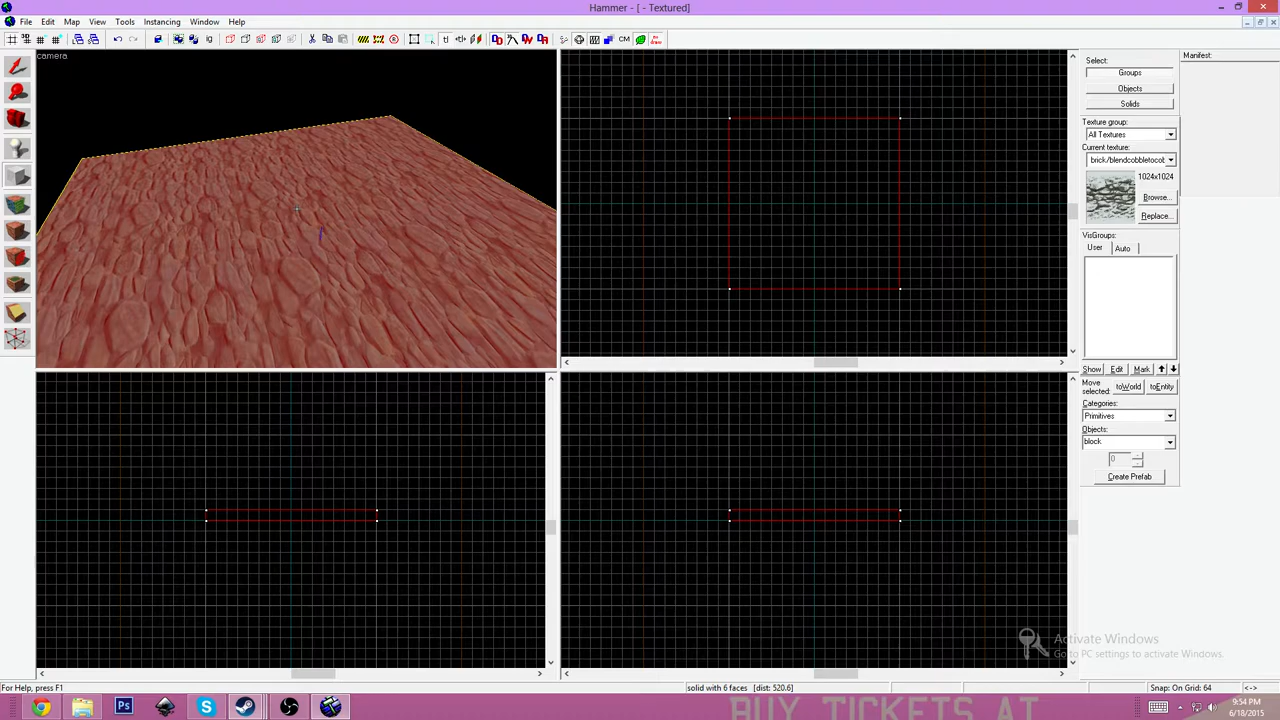 Hammer - [ - Textured]
File Edit Map View Tools Instancing Window Help
camera
Select:
Groups
Objects
Solids
Texture group:
All Textures
Current texture:
brick/blendcobbletocob
1024x1024
Browse...
Replace...
VisGroups:
User Auto
Show Edit Mark
Move selected: toWorld toEntity
Categories:
Primitives
Objects:
block
0
Create Prefab
Manifest:
Activate Windows
Go to PC settings to activate Windows.
For Help, press F1
solid with 6 faces [dist: 520.6]
Snap: On Grid: 64
<->
BUY TICKETS AT
9:54 PM
6/18/2015